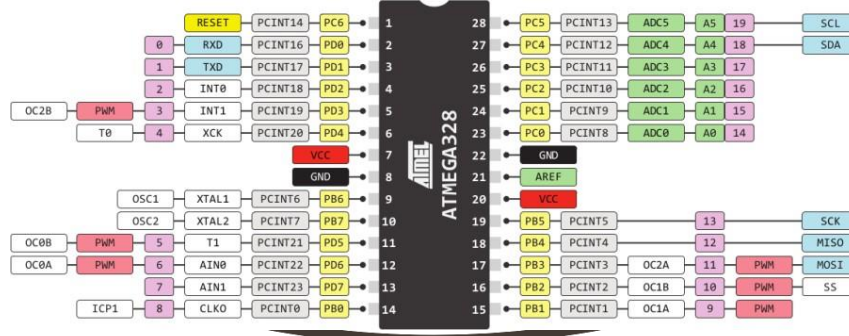 RESET PCINT14 PC6 1 28 PC5 PCINT13 ADC5 A5 19 SCL
0 RXD PCINT16 PD0 2 27 PC4 PCINT12 ADC4 A4 18 SDA
1 TXD PCINT17 PD1 3 26 PC3 PCINT11 ADC3 A3 17
2 INT0 PCINT18 PD2 4 25 PC2 PCINT10 ADC2 A2 16
OC2B PWM 3 INT1 PCINT19 PD3 5 24 PC1 PCINT9 ADC1 A1 15
T0 4 XCK PCINT20 PD4 6 23 PC0 PCINT8 ADC0 A0 14
VCC 7 22 GND
GND 8 21 AREF
OSC1 XTAL1 PCINT6 PB6 9 20 VCC
OSC2 XTAL2 PCINT7 PB7 10 19 PB5 PCINT5 13 SCK
OC0B PWM 5 T1 PCINT21 PD5 11 18 PB4 PCINT4 12 MISO
OC0A PWM 6 AIN0 PCINT22 PD6 12 17 PB3 PCINT3 OC2A 11 PWM MOSI
7 AIN1 PCINT23 PD7 13 16 PB2 PCINT2 OC1B 10 PWM SS
ICP1 8 CLKO PCINT0 PB0 14 15 PB1 PCINT1 OC1A 9 PWM
ATMEL
ATMEGA328